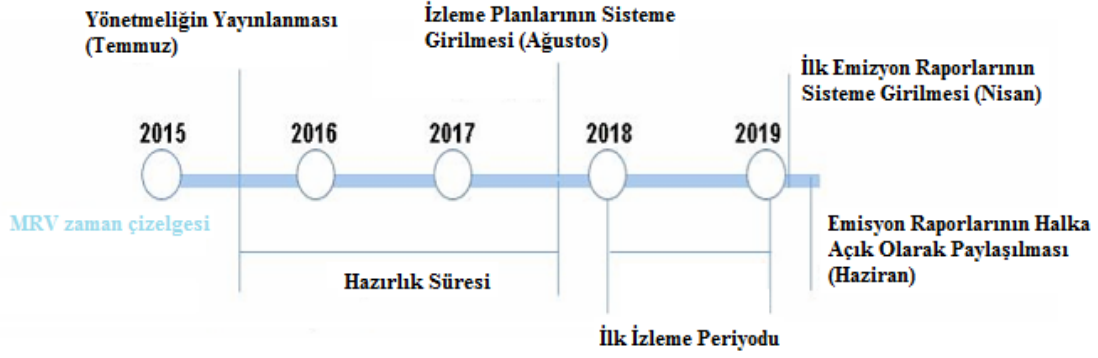 Yönetmeliğin Yayınlanması
(Temmuz)
İzleme Planlarının Sisteme
Girilmesi (Ağustos)
İlk Emizyon Raporlarının
Sisteme Girilmesi (Nisan)
2015
2016
2017
2018
2019
MRV zaman çizelgesi
Emisyon Raporlarının Halka
Açık Olarak Paylaşılması
(Haziran)
Hazırlık Süresi
İlk İzleme Periyodu